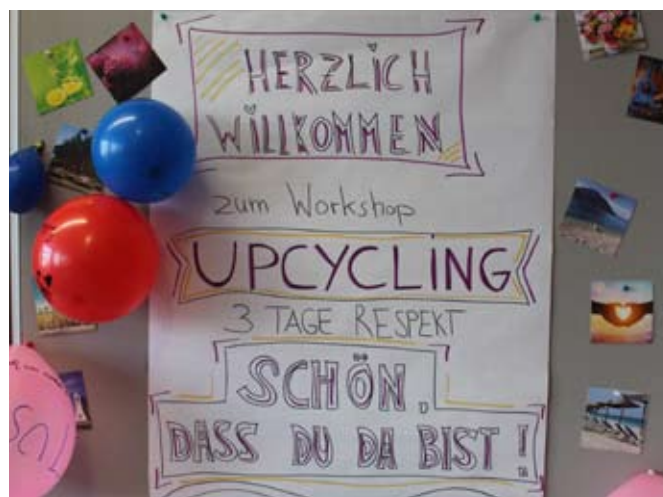 HERZLiCH
WiLLKOMMEN
zum Workshop
UPCYCLiNG
3 TAGE RESPEKT
SCHÖN,
DASS DU DA BIST!